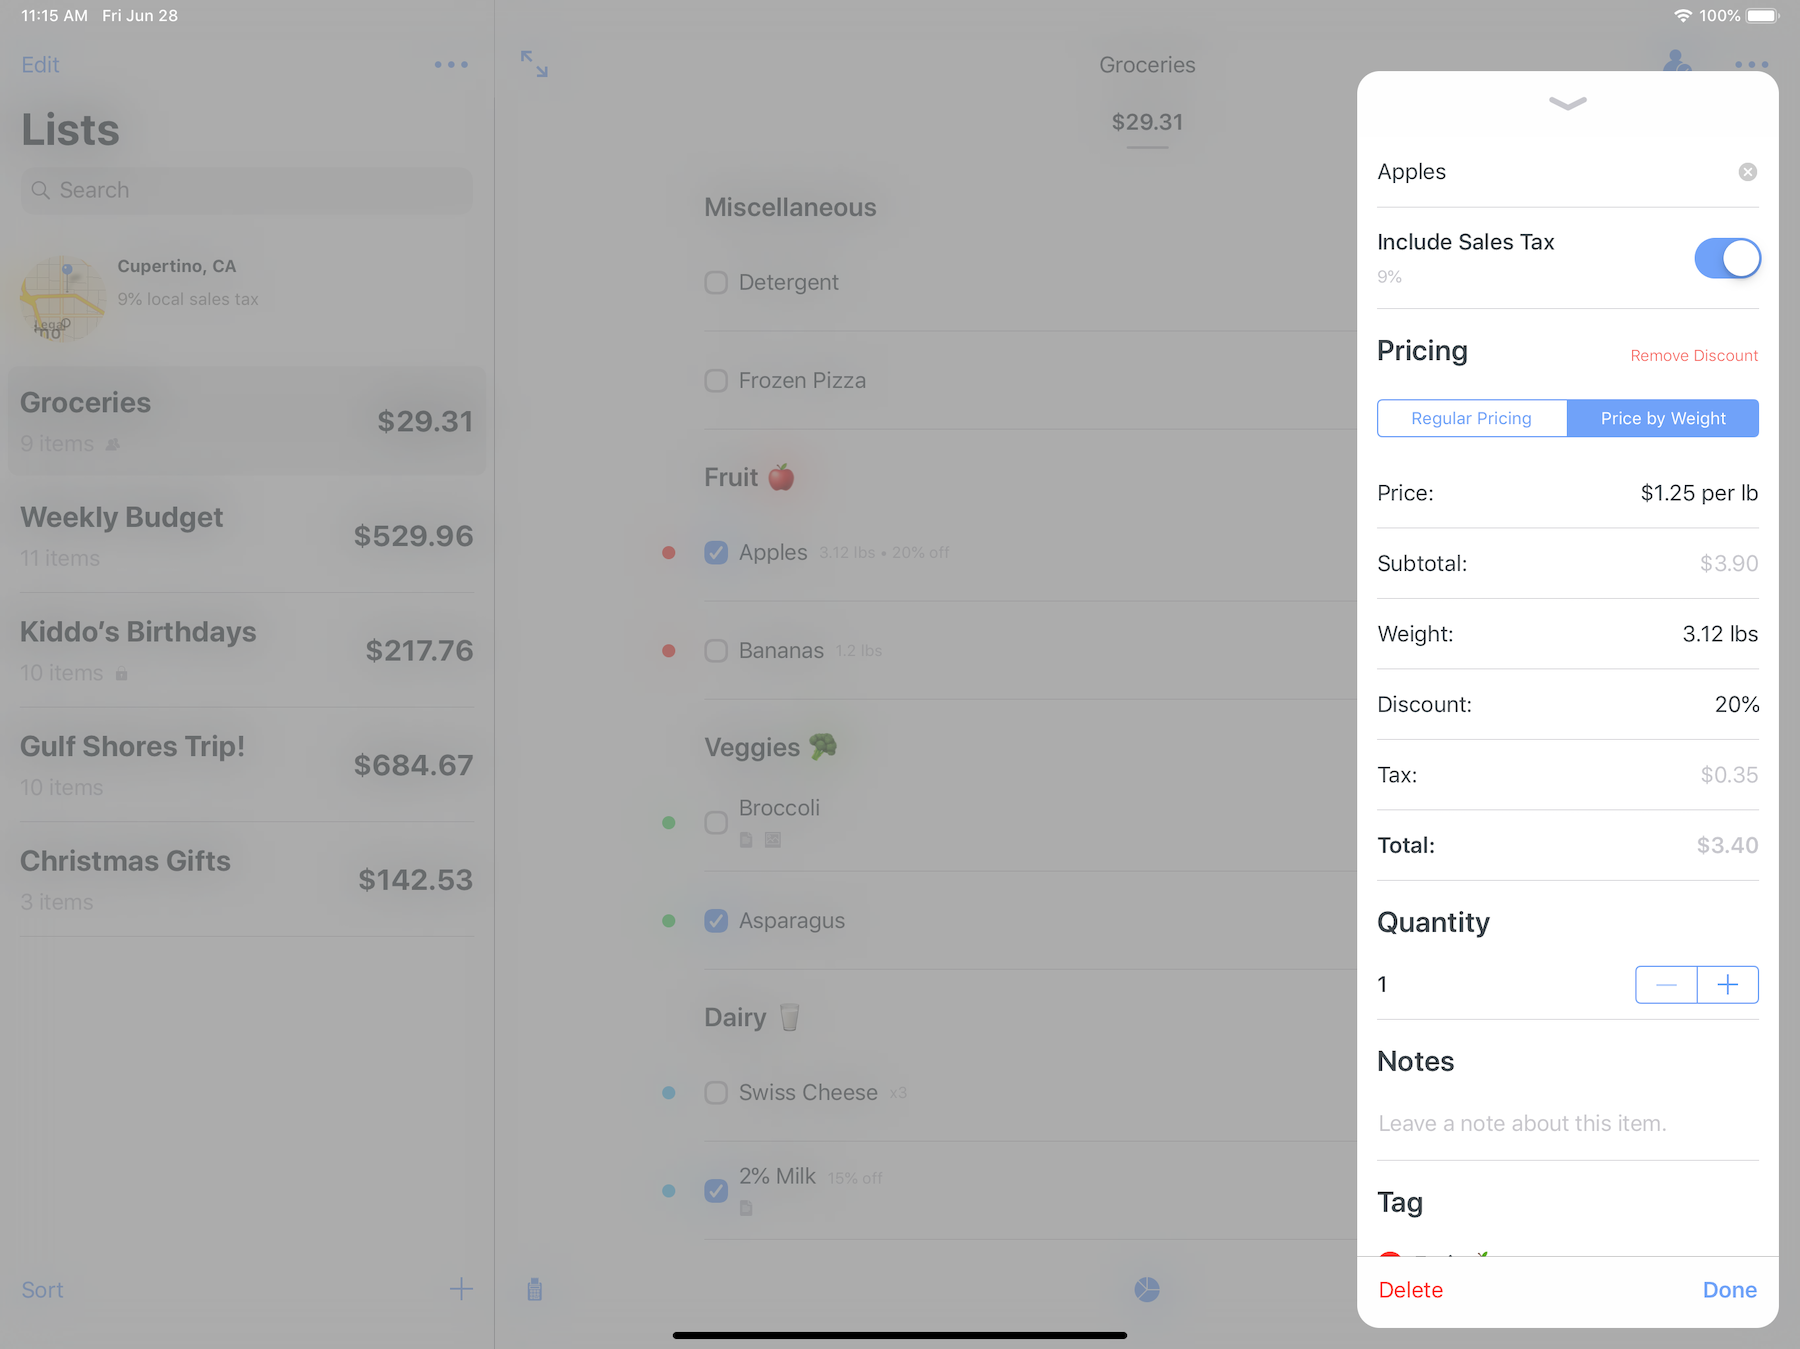 11:15 AM Fri Jun 28
100%
Edit
Lists
Search
Cupertino, CA
9% local sales tax
Legal
Groceries
$29.31
9 items
Weekly Budget
$529.96
11 items
Kiddo’s Birthdays
$217.76
10 items
Gulf Shores Trip!
$684.67
10 items
Christmas Gifts
$142.53
3 items
Sort
Groceries
$29.31
Miscellaneous
Detergent
Frozen Pizza
Fruit
Apples 3.12 lbs • 20% off
Bananas 1.2 lbs
Veggies
Broccoli
Asparagus
Dairy
Swiss Cheese x3
2% Milk 15% off
Apples
Include Sales Tax
9%
Pricing
Remove Discount
Regular Pricing
Price by Weight
Price: $1.25 per lb
Subtotal: $3.90
Weight: 3.12 lbs
Discount: 20%
Tax: $0.35
Total: $3.40
Quantity
1
Notes
Leave a note about this item.
Tag
Delete
Done